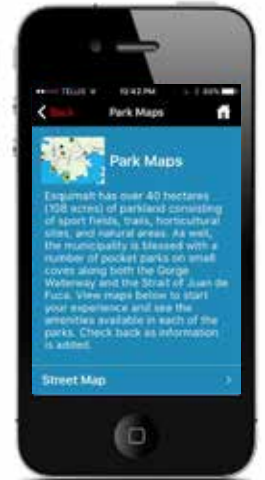 TELUS 10:42 PM
Back Park Maps
Park Maps
Esquimalt has over 40 hectares
(108 acres) of parkland consisting
of sport fields, trails, horticultural
sites, and natural areas. As well,
the municipality is blessed with a
number of pocket parks on small
coves along both the Gorge
Waterway and the Strait of Juan de
Fuca. View maps below to start
your experience and see the
amenities available in each of the
parks. Check back as information
is added.
Street Map